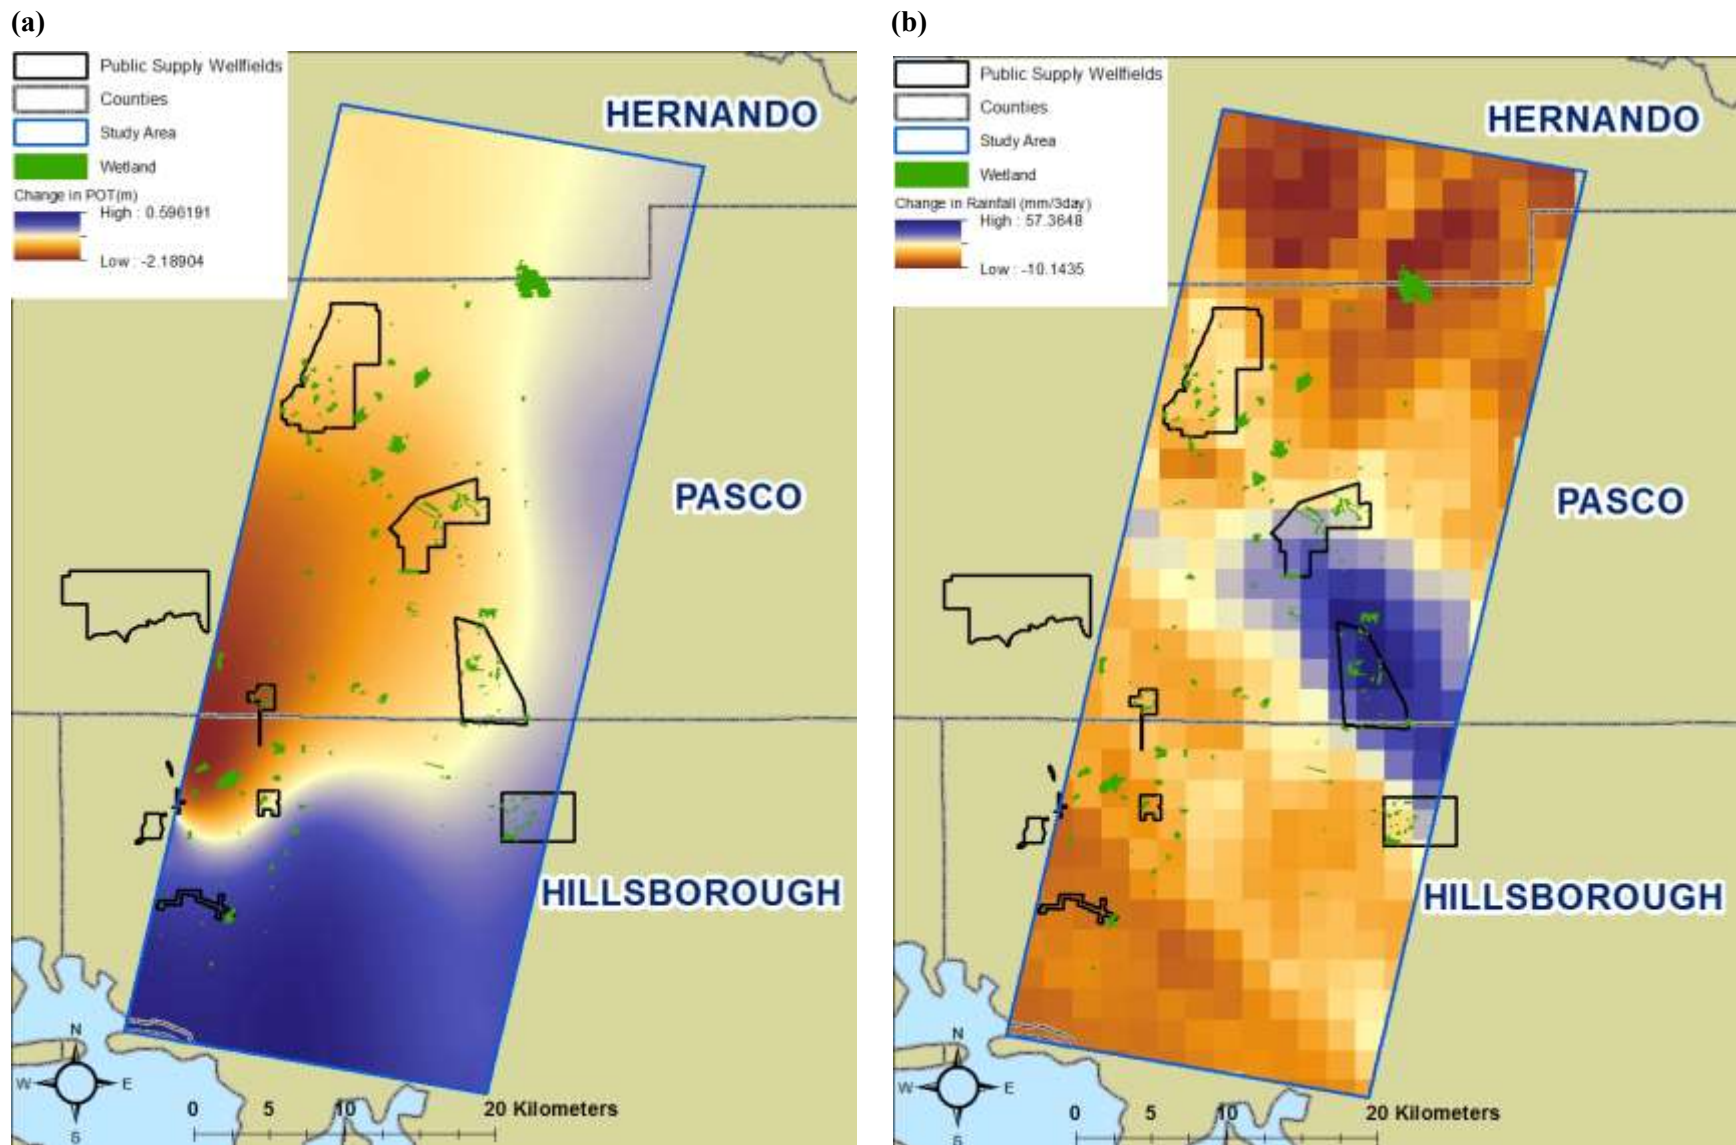 (a)
Public Supply Wellfields
Counties
Study Area
Wetland
Change in POT(m)
High : 0.596191
Low : -2.18904
HERNANDO
PASCO
HILLSBOROUGH
N
W
E
S
0 5 10 20 Kilometers
(b)
Public Supply Wellfields
Counties
Study Area
Wetland
Change in Rainfall (mm/3day)
High : 57.3648
Low : -10.1435
HERNANDO
PASCO
HILLSBOROUGH
N
W
E
S
0 5 10 20 Kilometers